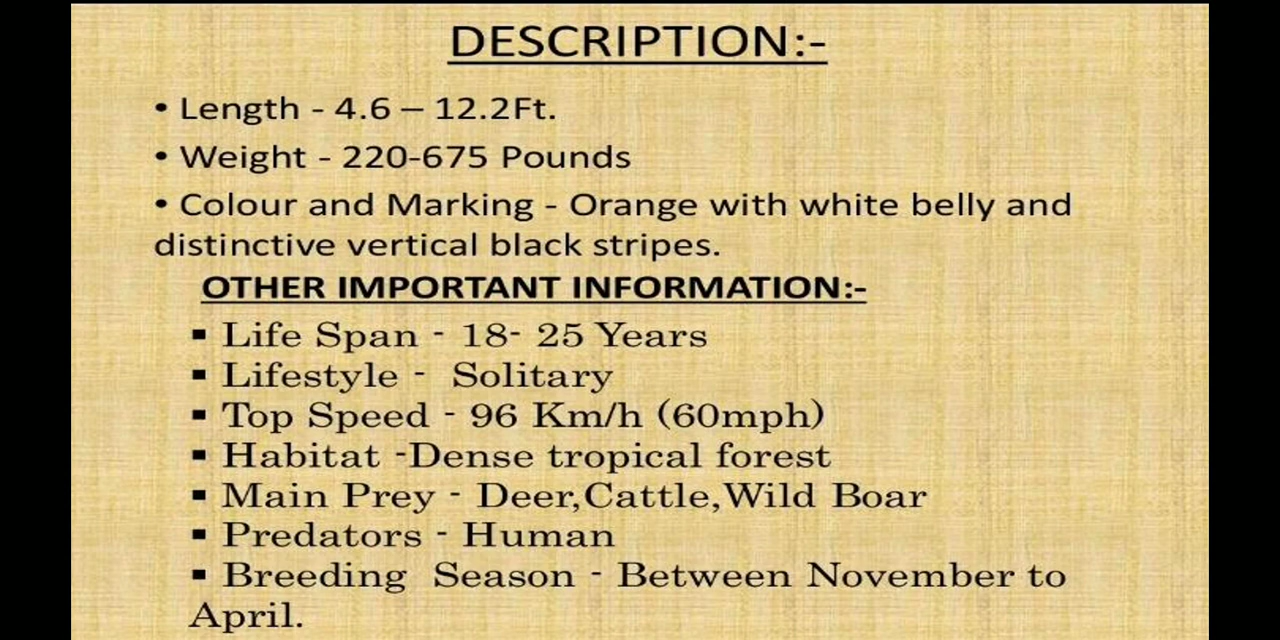 DESCRIPTION:-
• Length - 4.6 – 12.2Ft.
• Weight - 220-675 Pounds
• Colour and Marking - Orange with white belly and
distinctive vertical black stripes.
OTHER IMPORTANT INFORMATION:-
▪ Life Span - 18- 25 Years
▪ Lifestyle - Solitary
▪ Top Speed - 96 Km/h (60mph)
▪ Habitat -Dense tropical forest
▪ Main Prey - Deer,Cattle,Wild Boar
▪ Predators - Human
▪ Breeding Season - Between November to
April.